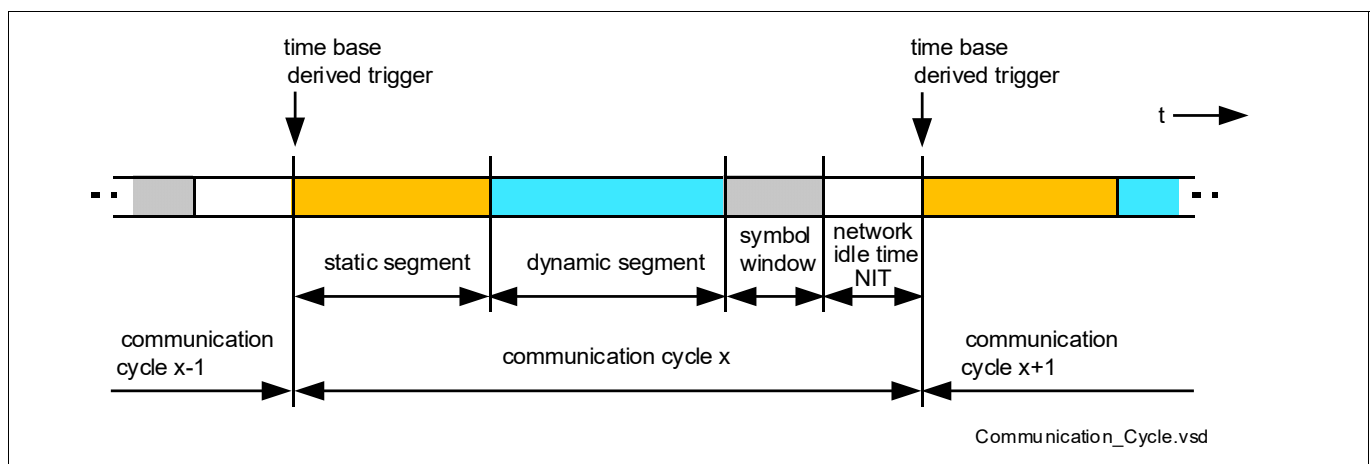 time base
derived trigger
time base
derived trigger
t
static segment
dynamic segment
symbol
window
network
idle time
NIT
communication
cycle x-1
communication cycle x
communication
cycle x+1
Communication_Cycle.vsd